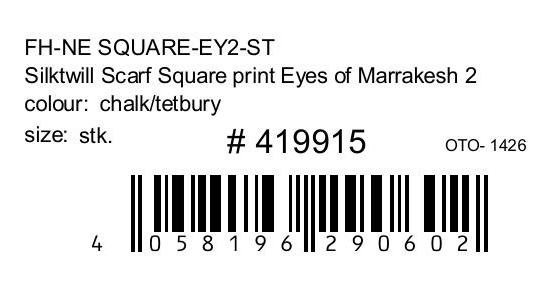 FH-NE SQUARE-EY2-ST
Silktwill Scarf Square print Eyes of Marrakesh 2
colour: chalk/tetbury
size: stk.
# 419915
OTO- 1426
4 058196 290602